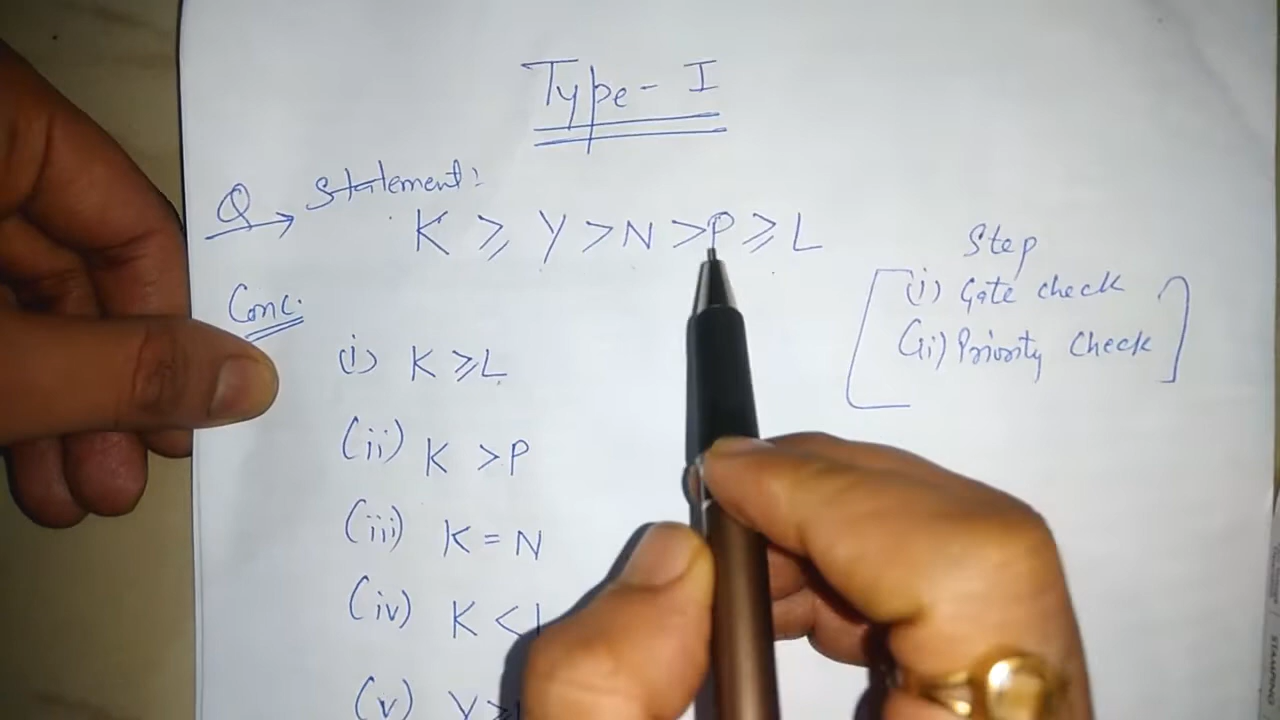 Type - I
Q → Statement:
K ≥ Y > N > P ≥ L
Conc.
(i) K ≥ L
(ii) K > P
(iii) K = N
(iv) K <
(v) Y ≥
Step
(i) Gate check
(ii) Priority Check